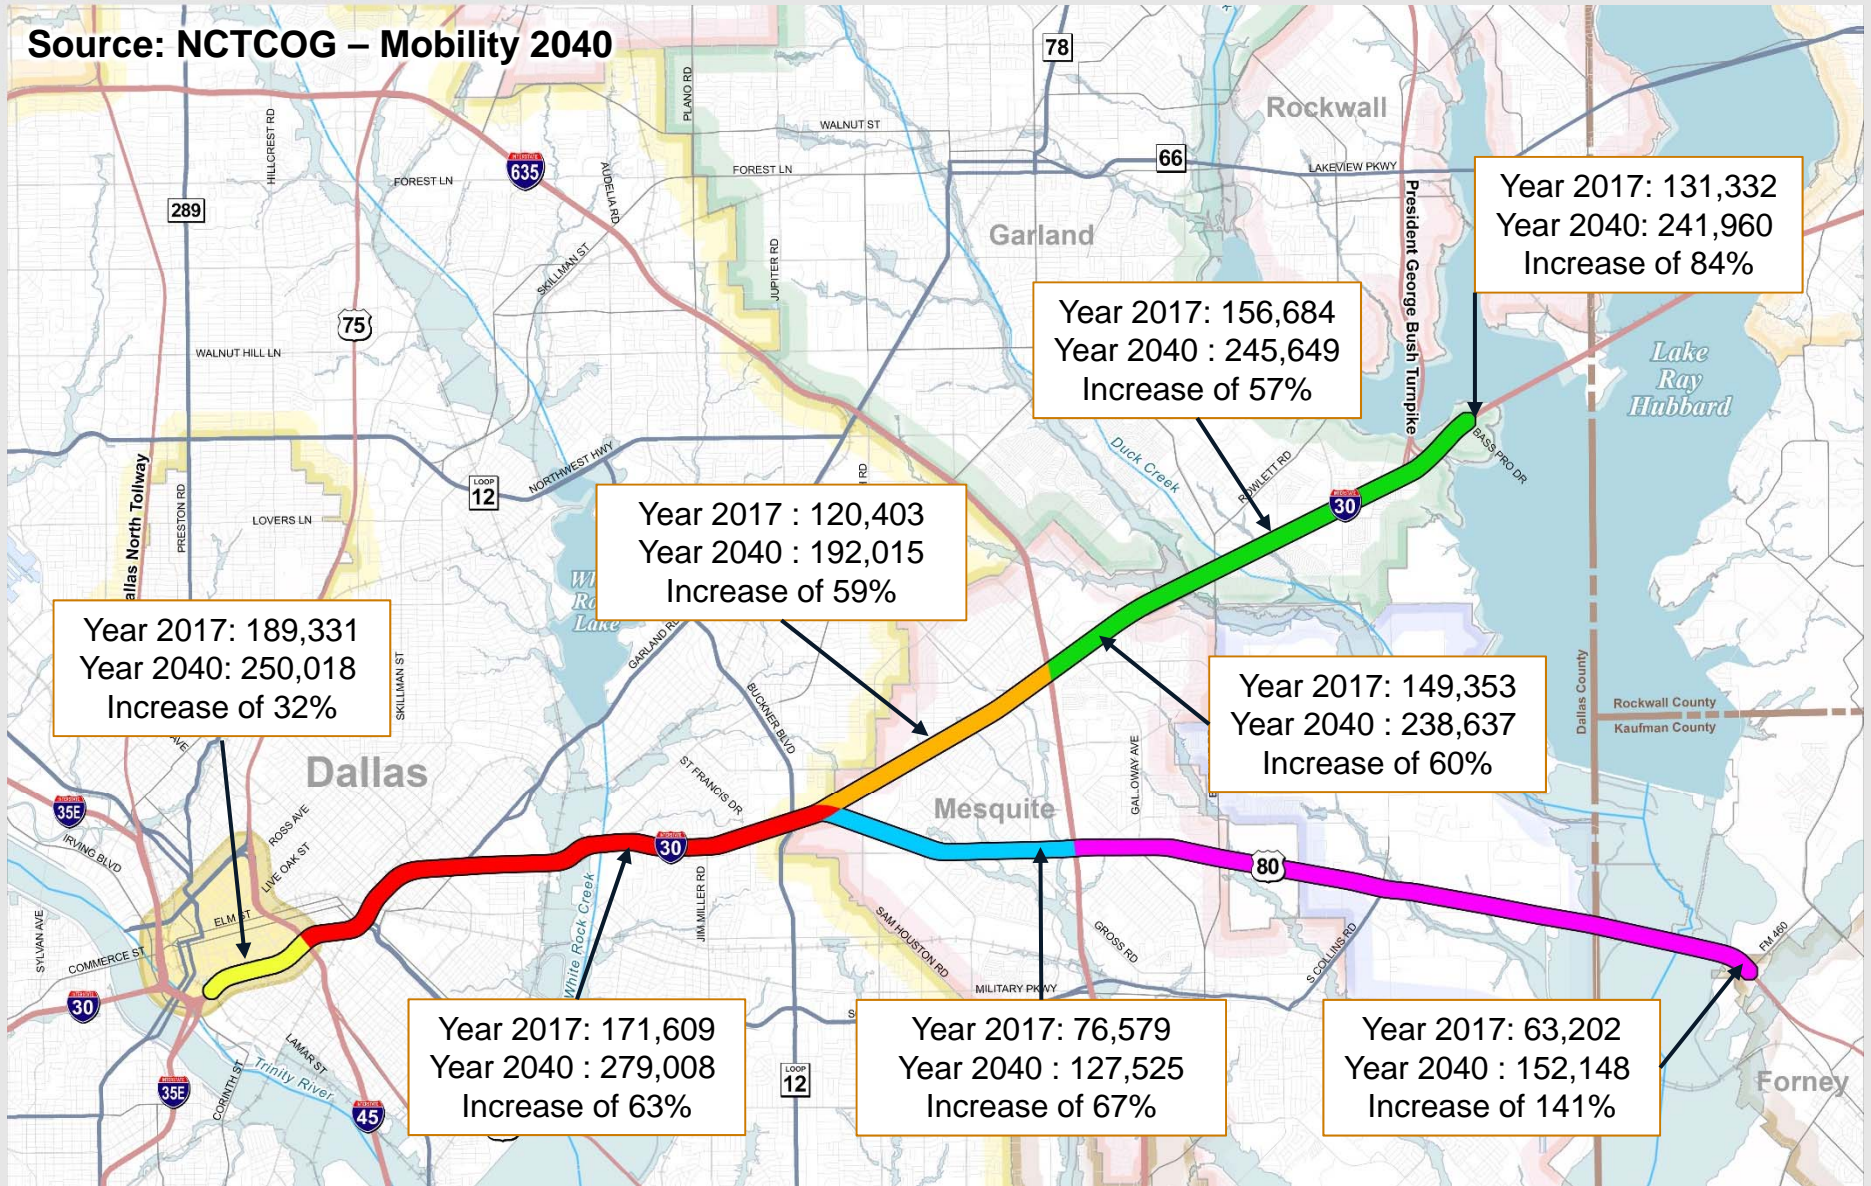 Source: NCTCOG – Mobility 2040
78
Rockwall
PLANO RD
WALNUT ST
HILLCREST RD
635
FOREST LN
AUDELIA RD
FOREST LN
66
LAKEVIEW PKWY
289
Garland
SKILLMAN ST
JUPITER RD
President George Bush Turnpike
Year 2017: 131,332
Year 2040: 241,960
Increase of 84%
75
WALNUT HILL LN
Year 2017: 156,684
Year 2040 : 245,649
Increase of 57%
Lake
Ray
Hubbard
Duck Creek
ROWLETT RD
BASS PRO DR
30
LOOP
12
NORTHWEST HWY
allas North Tollway
PRESTON RD
LOVERS LN
RD
Year 2017 : 120,403
Year 2040 : 192,015
Increase of 59%
Lake
GARLAND RD
SKILLMAN ST
Year 2017: 189,331
Year 2040: 250,018
Increase of 32%
AVE
BUCKNER BLVD
Year 2017: 149,353
Year 2040 : 238,637
Increase of 60%
Dallas County
Rockwall County
Kaufman County
Dallas
ST FRANCIS DR
Mesquite
GALLOWAY AVE
35E
IRVING BLVD
ROSS AVE
LIVE OAK ST
INTERSTATE
30
80
ELM ST
SYLVAN AVE
COMMERCE ST
White Rock Creek
JIM MILLER RD
SAM HOUSTON RD
GROSS RD
S COLLINS RD
FM 460
MILITARY PKWY
30
LAMAR ST
CORINTH ST
Trinity River
35E
45
Year 2017: 171,609
Year 2040 : 279,008
Increase of 63%
LOOP
12
Year 2017: 76,579
Year 2040 : 127,525
Increase of 67%
Year 2017: 63,202
Year 2040 : 152,148
Increase of 141%
Forney